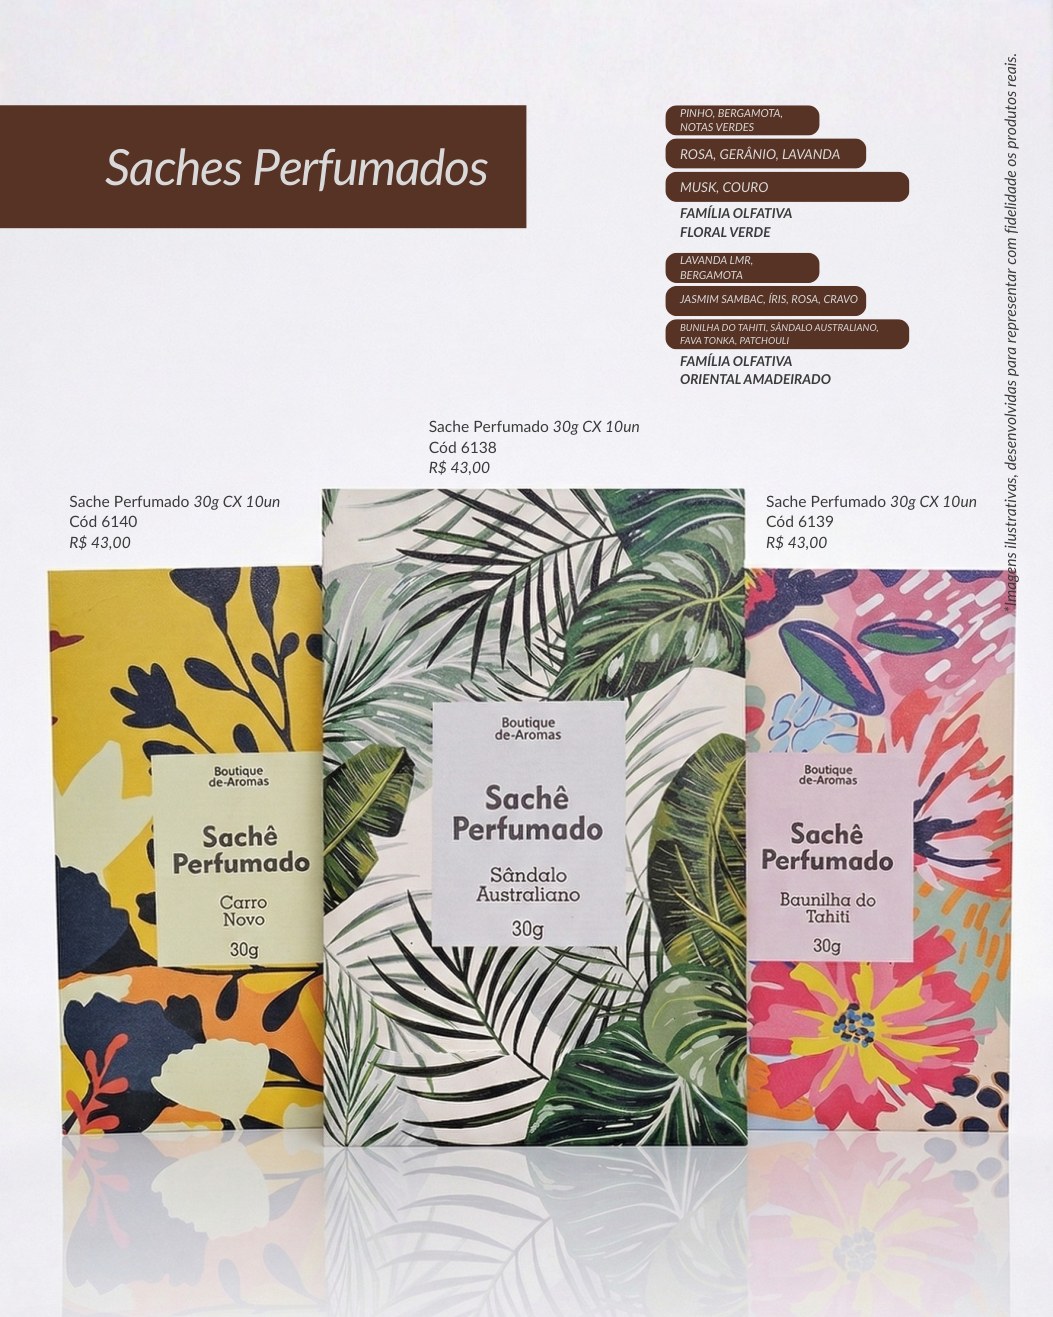 Saches Perfumados
PINHO, BERGAMOTA,
NOTAS VERDES
ROSA, GERÂNIO, LAVANDA
MUSK, COURO
FAMÍLIA OLFATIVA
FLORAL VERDE
LAVANDA LMR,
BERGAMOTA
JASMIM SAMBAC, ÍRIS, ROSA, CRAVO
BUNILHA DO TAHITI, SÂNDALO AUSTRALIANO,
FAVA TONKA, PATCHOULI
FAMÍLIA OLFATIVA
ORIENTAL AMADEIRADO
*Imagens ilustrativas, desenvolvidas para representar com fidelidade os produtos reais.
Sache Perfumado 30g CX 10un
Cód 6138
R$ 43,00
Sache Perfumado 30g CX 10un
Cód 6140
R$ 43,00
Sache Perfumado 30g CX 10un
Cód 6139
R$ 43,00
Boutique
de-Aromas
Sachê
Perfumado
Carro
Novo
30g
Boutique
de-Aromas
Sachê
Perfumado
Sândalo
Australiano
30g
Boutique
de-Aromas
Sachê
Perfumado
Baunilha do
Tahiti
30g